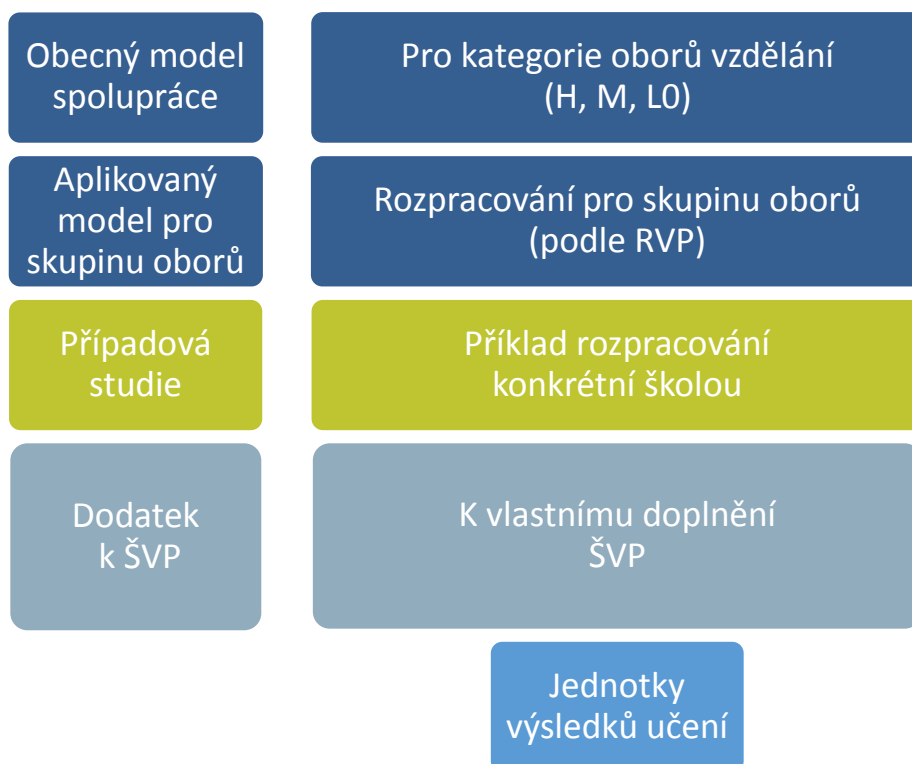 Obecný model
spolupráce
Pro kategorie oborů vzdělání
(H, M, L0)
Aplikovaný
model pro
skupinu oborů
Rozpracování pro skupinu oborů
(podle RVP)
Případová
studie
Příklad rozpracování
konkrétní školou
Dodatek
k ŠVP
K vlastnímu doplnění
ŠVP
Jednotky
výsledků učení